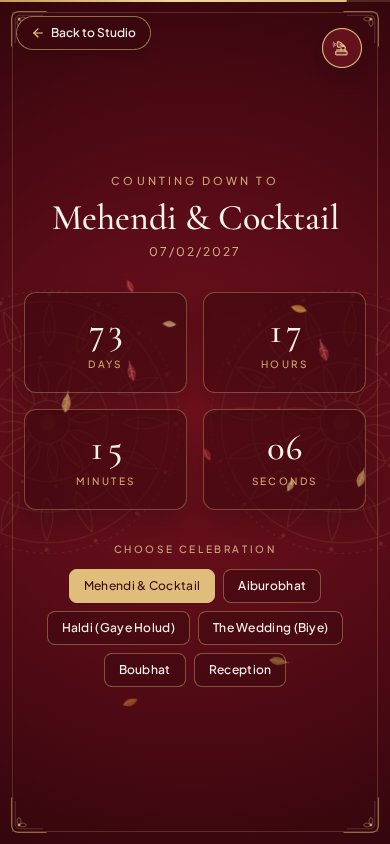 Back to Studio
COUNTING DOWN TO
Mehendi & Cocktail
07/02/2027
73
DAYS
17
HOURS
15
MINUTES
06
SECONDS
CHOOSE CELEBRATION
Mehendi & Cocktail
Aiburobhat
Haldi (Gaye Holud)
The Wedding (Biye)
Boubhat
Reception